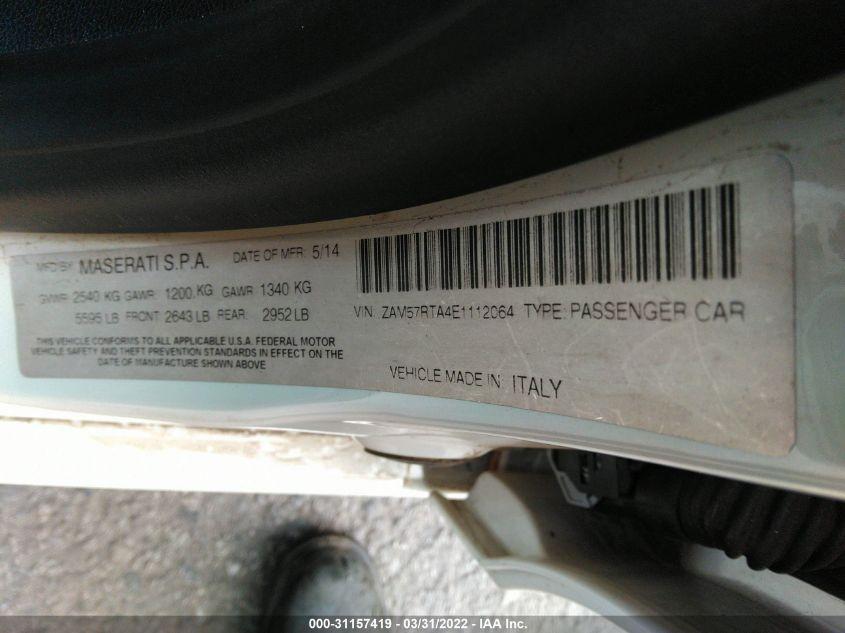 MFD BY MASERATI S.P.A. DATE OF MFR: 5/14
GVWR: 2540 KG GAWR: 1200 KG GAWR 1340 KG
5595 LB FRONT 2643 LB REAR: 2952 LB
THIS VEHICLE CONFORMS TO ALL APPLICABLE U.S.A. FEDERAL MOTOR
VEHICLE SAFETY AND THEFT PREVENTION STANDARDS IN EFFECT ON THE
DATE OF MANUFACTURE SHOWN ABOVE
VIN: ZAM57RTA4E1112064 TYPE: PASSENGER CAR
VEHICLE MADE IN: ITALY
000-31157419 - 03/31/2022 - IAA Inc.